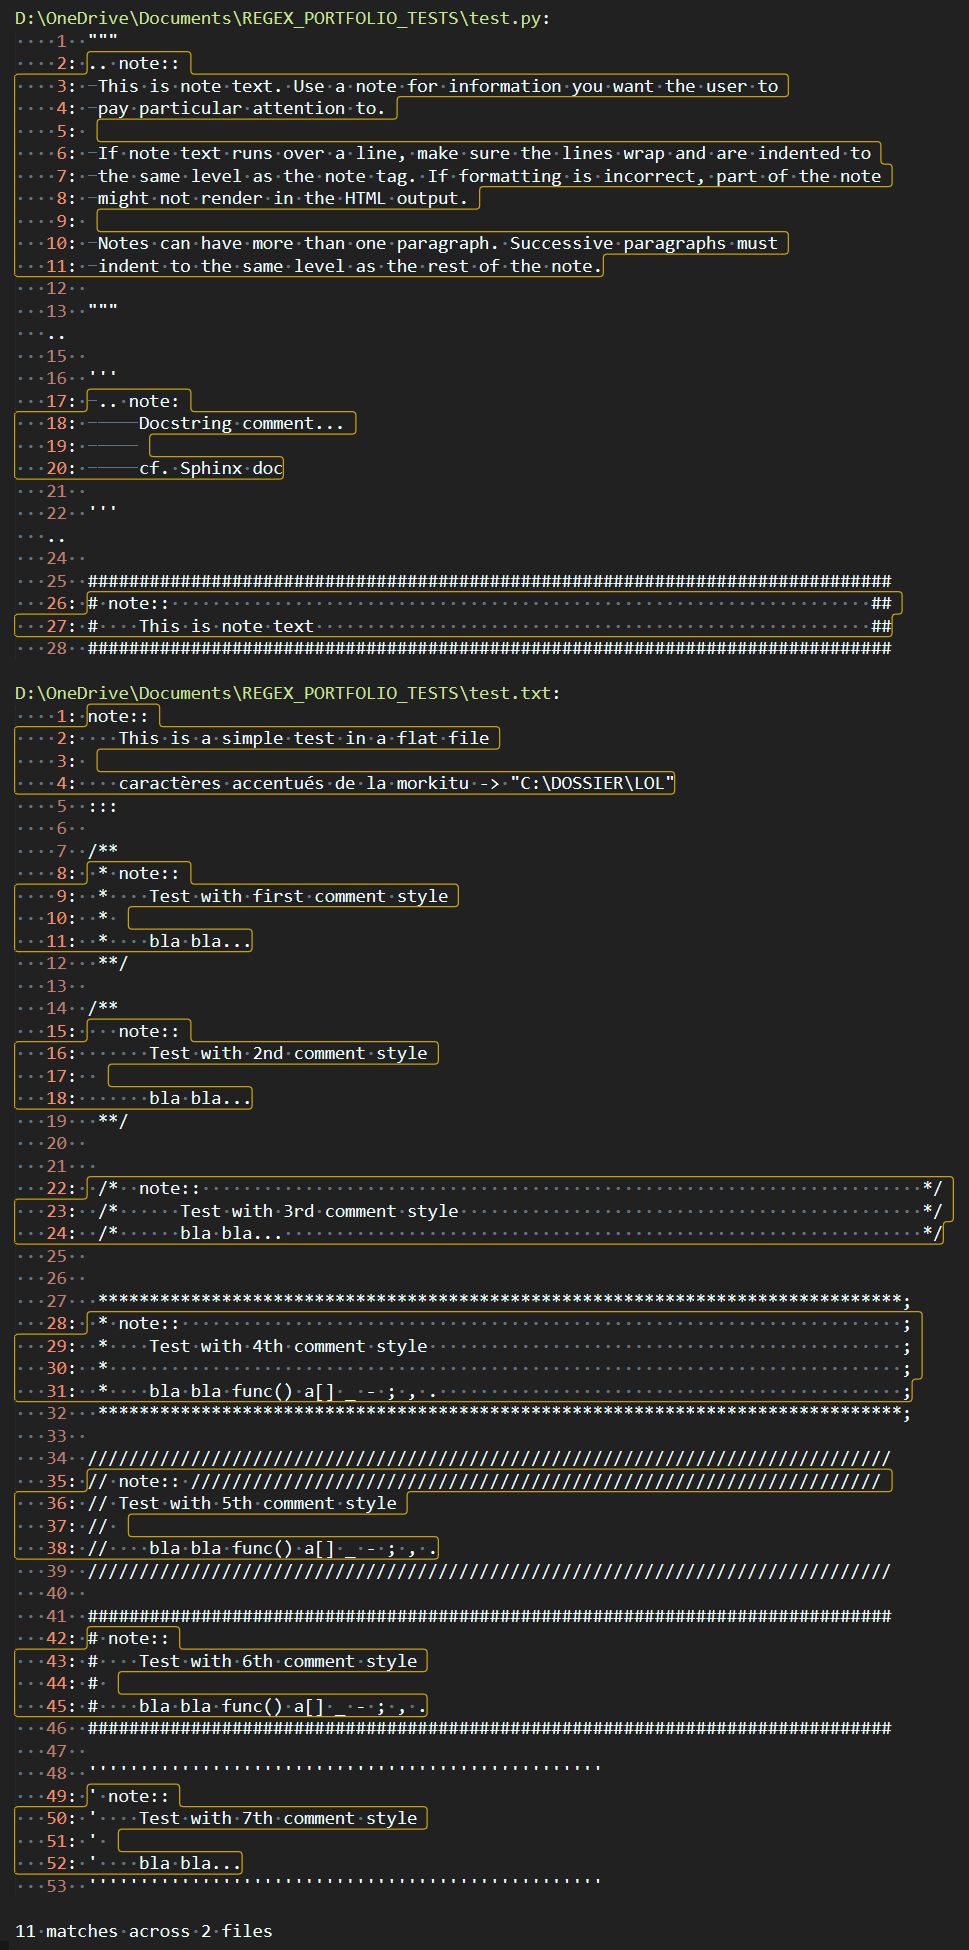 D:\OneDrive\Documents\REGEX_PORTFOLIO_TESTS\test.py:
    1  """
    2: .. note::
    3: This is note text. Use a note for information you want the user to
    4: pay particular attention to.
    5:
    6: If note text runs over a line, make sure the lines wrap and are indented to
    7: the same level as the note tag. If formatting is incorrect, part of the note
    8: might not render in the HTML output.
    9:
   10: Notes can have more than one paragraph. Successive paragraphs must
   11: indent to the same level as the rest of the note.
   12
   13  """
   ..
   15
   16  '''
   17:  .. note:
   18:      Docstring comment...
   19:
   20:      cf. Sphinx doc
   21
   22  '''
   ..
   24
   25  ##############################################################################
   26: # note::                                                                    ##
   27: #    This is note text                                                      ##
   28  ##############################################################################
D:\OneDrive\Documents\REGEX_PORTFOLIO_TESTS\test.txt:
    1: note::
    2:    This is a simple test in a flat file
    3:
    4:    caractères accentués de la morkitu -> "C:\DOSSIER\LOL"
    5  :::
    6
    7  /**
    8:  * note::
    9:  *    Test with first comment style
   10:  *
   11:  *    bla bla...
   12   **/
   13
   14  /**
   15:    note::
   16:       Test with 2nd comment style
   17:
   18:       bla bla...
   19   **/
   20
   21
   22:  /*  note::                                                                      */
   23:  /*      Test with 3rd comment style                                             */
   24:  /*      bla bla...                                                              */
   25
   26
   27   ******************************************************************************;
   28:  * note::                                                                      ;
   29:  *    Test with 4th comment style                                              ;
   30:  *                                                                             ;
   31:  *    bla bla func() a[] _ - ; , .                                             ;
   32   ******************************************************************************;
   33
   34  //////////////////////////////////////////////////////////////////////////////
   35: // note:: ///////////////////////////////////////////////////////////////////
   36: // Test with 5th comment style
   37: //
   38: //    bla bla func() a[] _ - ; , .
   39  //////////////////////////////////////////////////////////////////////////////
   40
   41  ##############################################################################
   42: # note::
   43: #    Test with 6th comment style
   44: #
   45: #    bla bla func() a[] _ - ; , .
   46  ##############################################################################
   47
   48  ''''''''''''''''''''''''''''''''''''''''''''''''''
   49: ' note::
   50: '    Test with 7th comment style
   51: '
   52: '    bla bla...
   53  ''''''''''''''''''''''''''''''''''''''''''''''''''
11 matches across 2 files